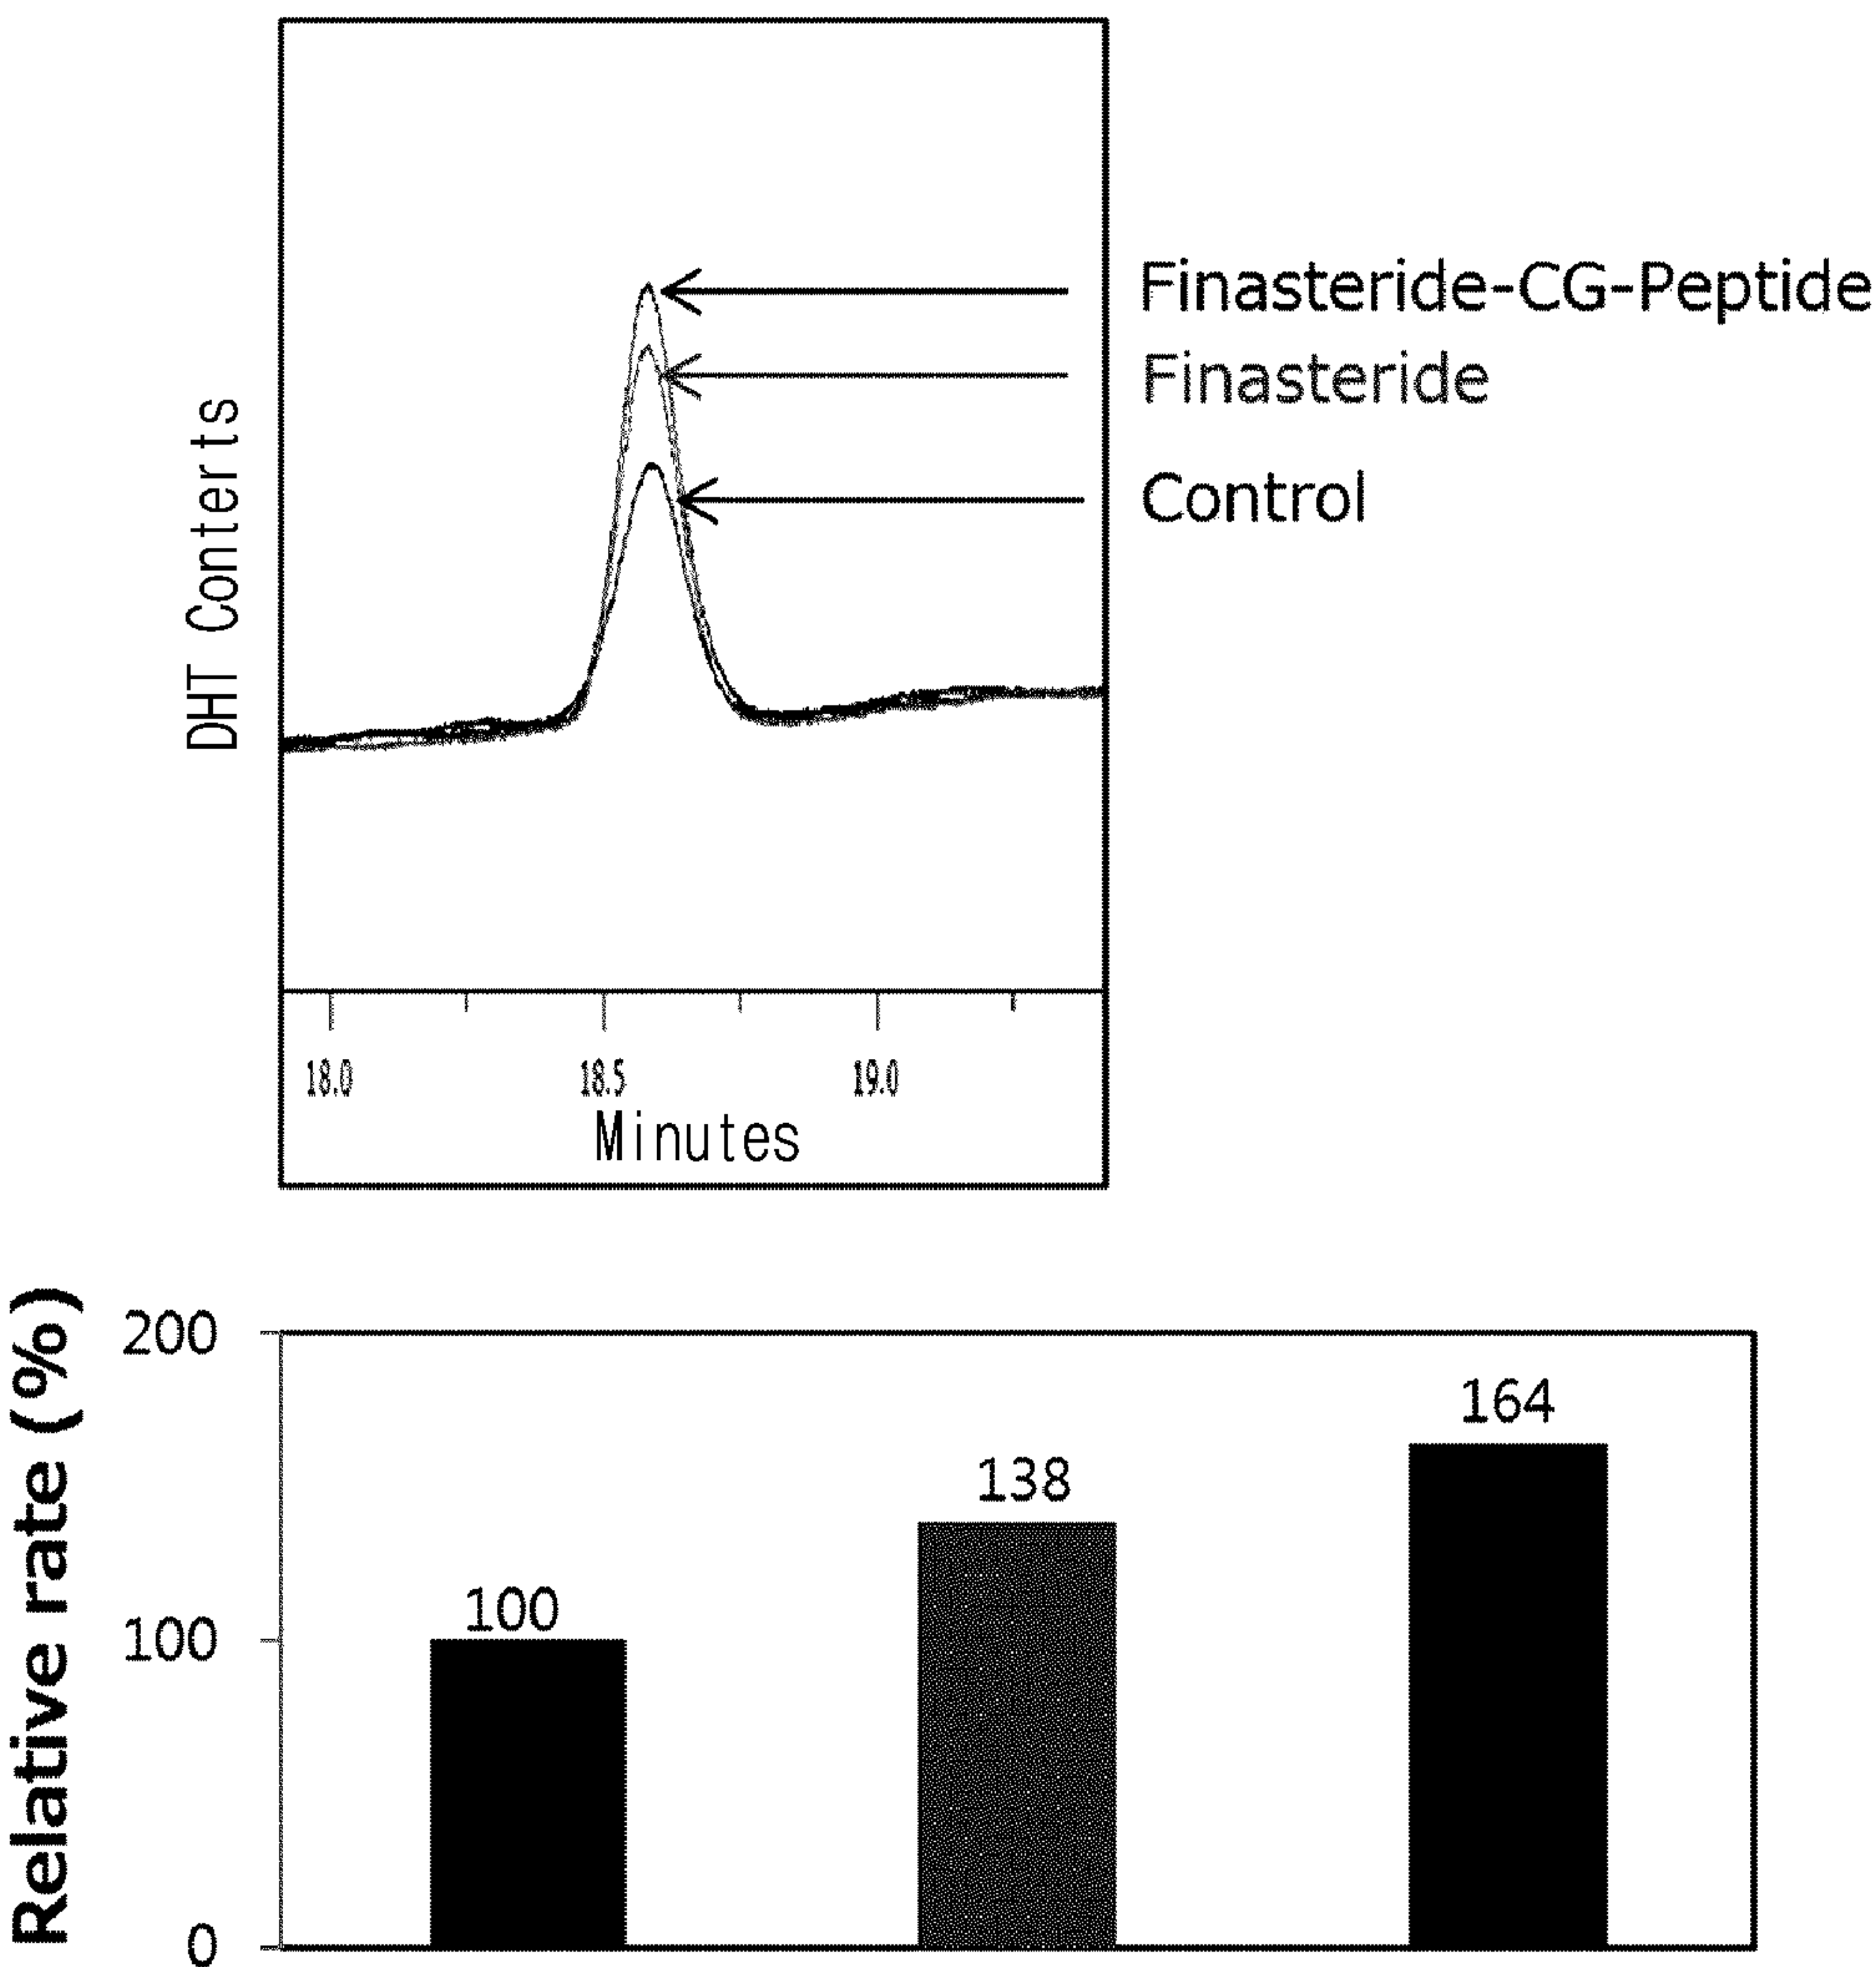 Finasteride-CG-Peptide
Finasteride
Control
DHT Conterts
18.0 18.5 19.0
Minutes
Relative rate (%)
200
164
138
100
100
0